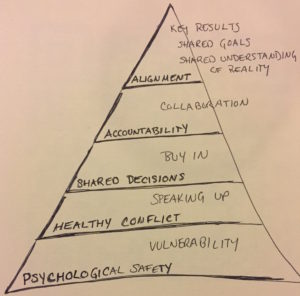 KEY RESULTS
SHARED GOALS
SHARED UNDERSTANDING
OF REALITY
ALIGNMENT
COLLABORATION
ACCOUNTABILITY
BUY IN
SHARED DECISIONS
SPEAKING UP
HEALTHY CONFLICT
VULNERABILITY
PSYCHOLOGICAL SAFETY